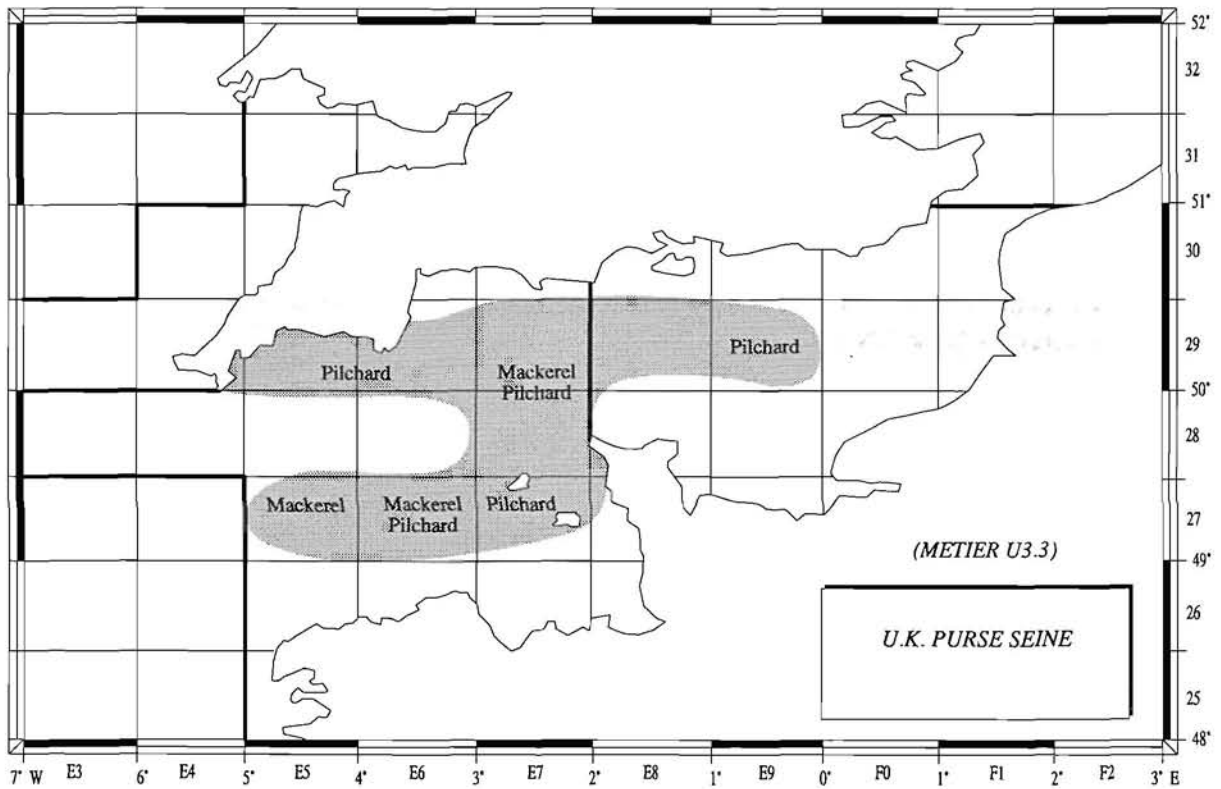 52°
32
31
51°
30
29
50°
28
27
49°
26
25
48°
Pilchard
Mackerel
Pilchard
Pilchard
Mackerel
Mackerel
Pilchard
Pilchard
(METIER U3.3)
U.K. PURSE SEINE
7° W E3 6° E4 5° E5 4° E6 3° E7 2° E8 1° E9 0° F0 1° F1 2° F2 3° E